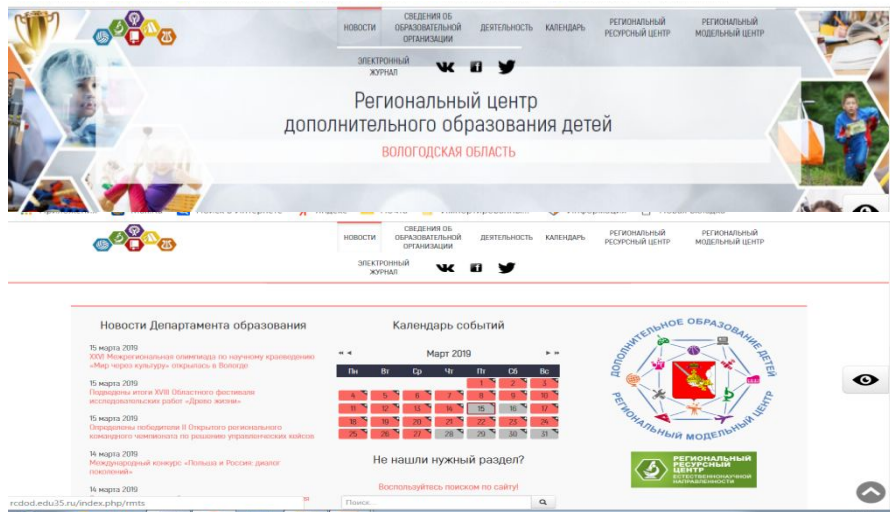 НОВОСТИ
СВЕДЕНИЯ ОБ
ОБРАЗОВАТЕЛЬНОЙ
ОРГАНИЗАЦИИ
ДЕЯТЕЛЬНОСТЬ
КАЛЕНДАРЬ
РЕГИОНАЛЬНЫЙ
РЕСУРСНЫЙ ЦЕНТР
РЕГИОНАЛЬНЫЙ
МОДЕЛЬНЫЙ ЦЕНТР
ЭЛЕКТРОННЫЙ
ЖУРНАЛ
Региональный центр
дополнительного образования детей
ВОЛОГОДСКАЯ ОБЛАСТЬ
НОВОСТИ
СВЕДЕНИЯ ОБ
ОБРАЗОВАТЕЛЬНОЙ
ОРГАНИЗАЦИИ
ДЕЯТЕЛЬНОСТЬ
КАЛЕНДАРЬ
РЕГИОНАЛЬНЫЙ
РЕСУРСНЫЙ ЦЕНТР
РЕГИОНАЛЬНЫЙ
МОДЕЛЬНЫЙ ЦЕНТР
ЭЛЕКТРОННЫЙ
ЖУРНАЛ
Новости Департамента образования
15 марта 2019
XXVI Межрегиональная олимпиада по научному краеведению
«Мир через культуру» открылась в Вологде
15 марта 2019
Подведены итоги XVIII Областного фестиваля
исследовательских работ «Древо жизни»
15 марта 2019
Определены победители II Открытого регионального
командного чемпионата по решению управленческих кейсов
14 марта 2019
Международный конкурс «Польша и Россия: диалог
поколений»
14 марта 2019
rcdod.edu35.ru/index.php/rmts
Календарь событий
Март 2019
Пн Вт Ср Чт Пт Сб Вс
1 2 3
4 5 6 7 8 9 10
11 12 13 14 15 16 17
18 19 20 21 22 23 24
25 26 27 28 29 30 31
Не нашли нужный раздел?
Воспользуйтесь поиском по сайту!
Поиск...
ДОПОЛНИТЕЛЬНОЕ ОБРАЗОВАНИЕ ДЕТЕЙ
РЕГИОНАЛЬНЫЙ МОДЕЛЬНЫЙ ЦЕНТР
РЕГИОНАЛЬНЫЙ
РЕСУРСНЫЙ
ЦЕНТР
ЕСТЕСТВЕННОНАУЧНОЙ
НАПРАВЛЕННОСТИ